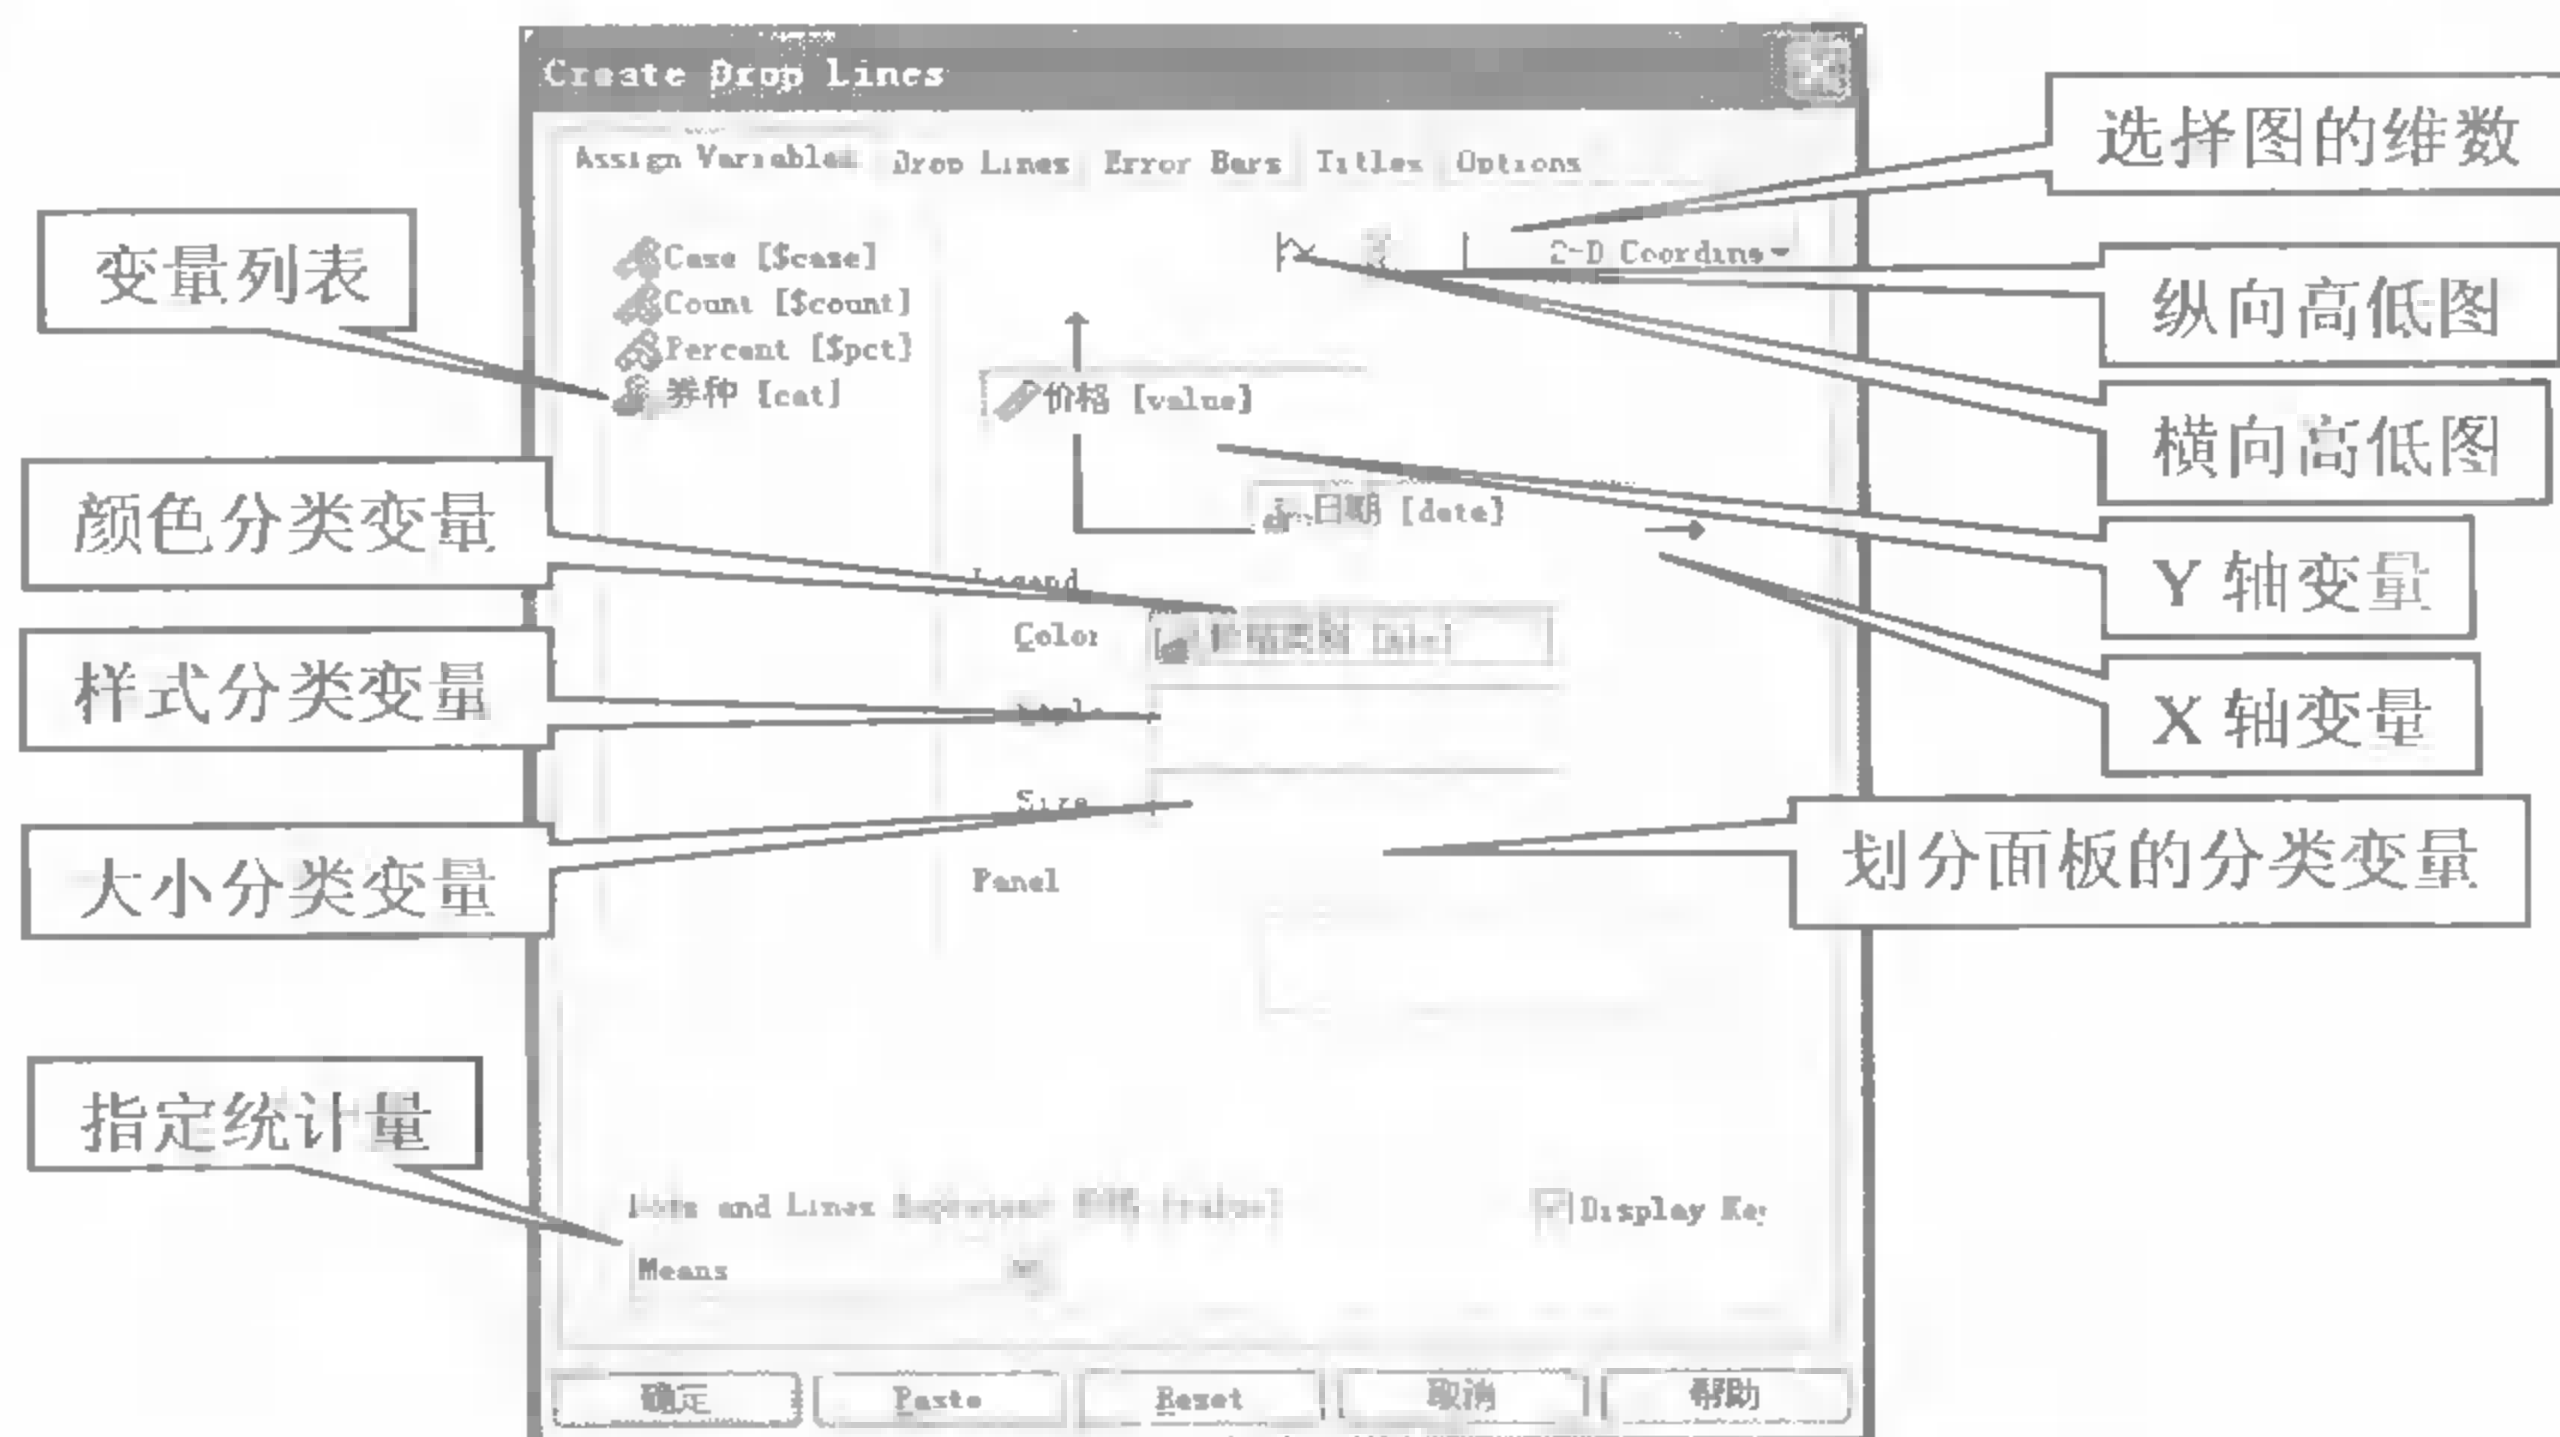 Create Drop Lines
Assign Variables
Drop Lines
Error Bars
Titles
Options
选择图的维数
变量列表
Case [$case]
Count [$count]
Percent [$pct]
券种 [cat]
2-D Coordina
纵向高低图
价格 [value]
横向高低图
颜色分类变量
日期 [date]
Y 轴变量
Legend
Color
样式分类变量
Style
X 轴变量
大小分类变量
Size
划分面板的分类变量
Panel
指定统计量
and Lines
Display Key
Means
确定
Paste
Reset
取消
帮助